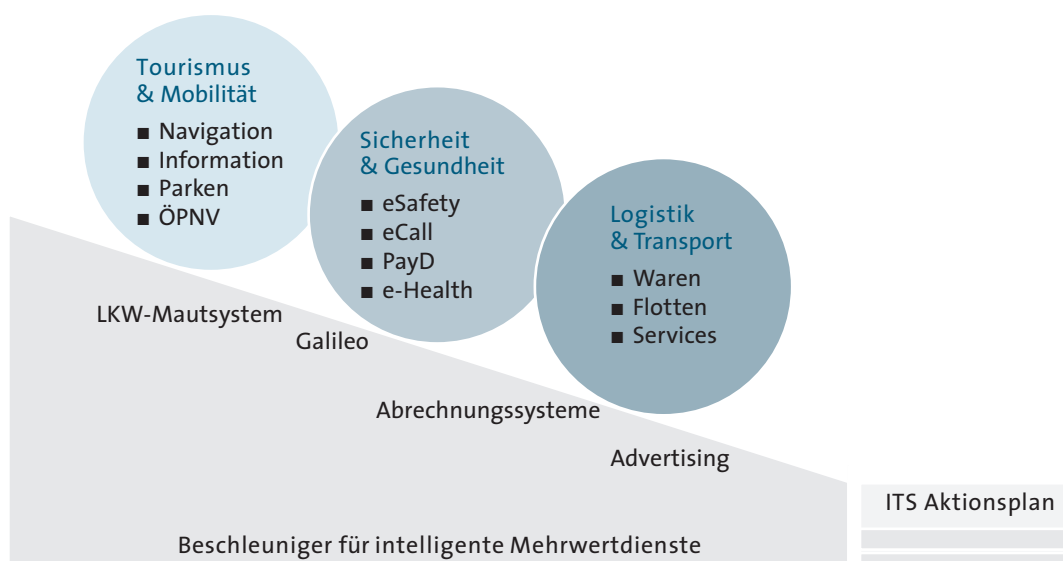 Tourismus
& Mobilität
■ Navigation
■ Information
■ Parken
■ ÖPNV
Sicherheit
& Gesundheit
■ eSafety
■ eCall
■ PayD
■ e-Health
Logistik
& Transport
■ Waren
■ Flotten
■ Services
LKW-Mautsystem
Galileo
Abrechnungssysteme
Advertising
Beschleuniger für intelligente Mehrwertdienste
ITS Aktionsplan